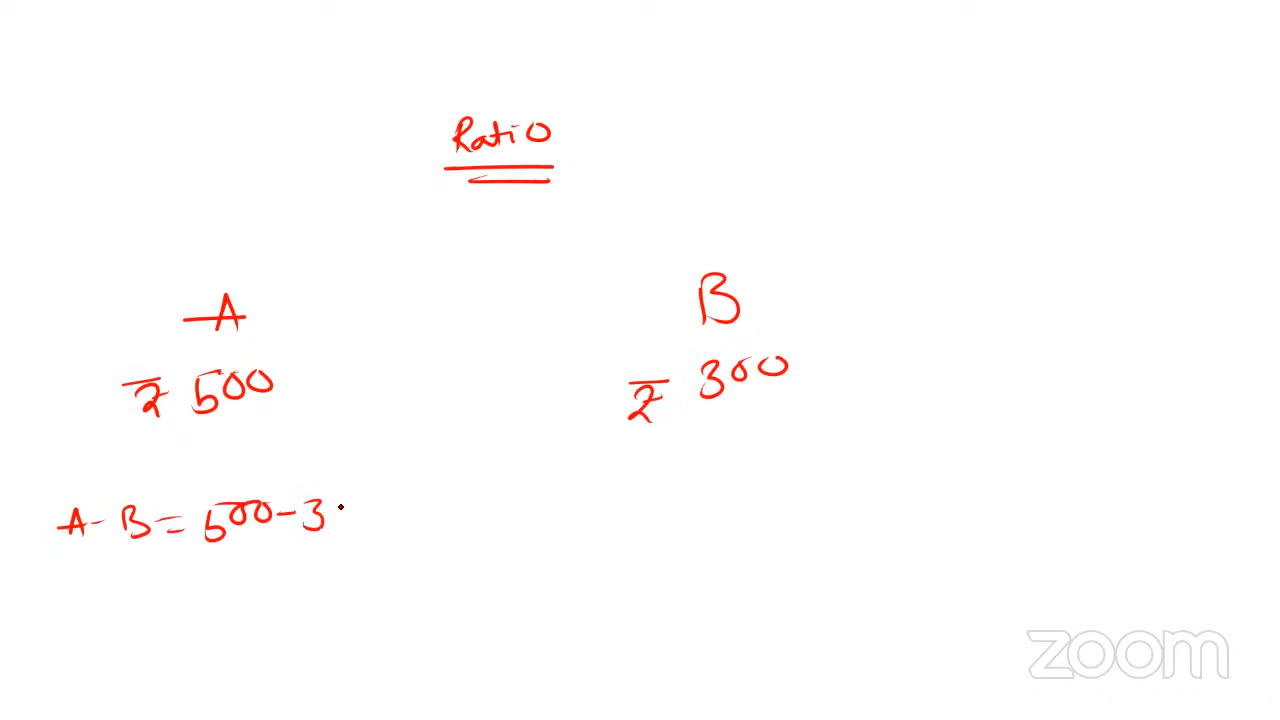 Ratio
A B
₹ 500 ₹ 300
A - B = 500 - 3
zoom